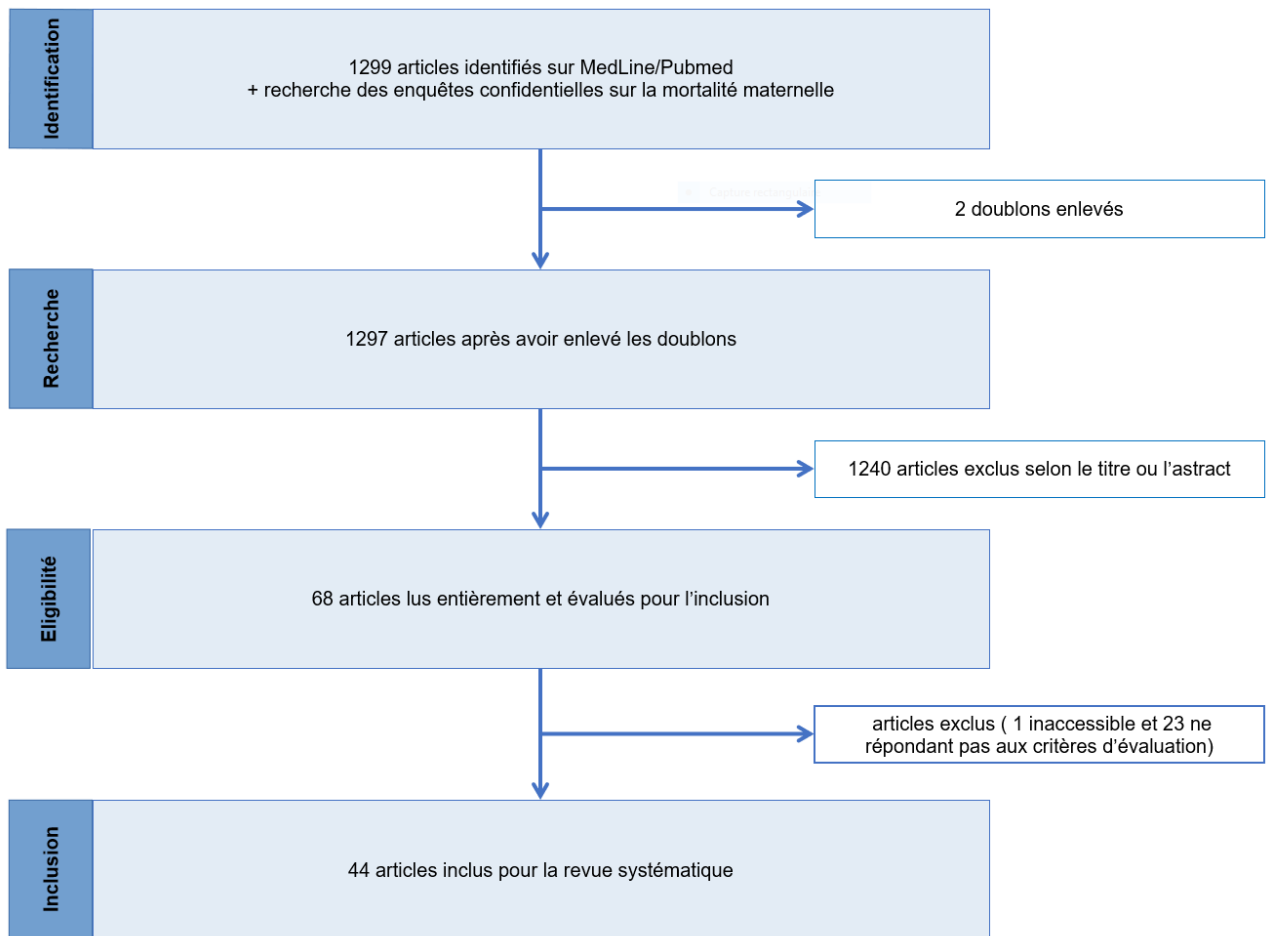 Identification
1299 articles identifiés sur MedLine/Pubmed
+ recherche des enquêtes confidentielles sur la mortalité maternelle
2 doublons enlevés
Recherche
1297 articles après avoir enlevé les doublons
1240 articles exclus selon le titre ou l’astract
Eligibilité
68 articles lus entièrement et évalués pour l’inclusion
articles exclus ( 1 inaccessible et 23 ne
répondant pas aux critères d’évaluation)
Inclusion
44 articles inclus pour la revue systématique